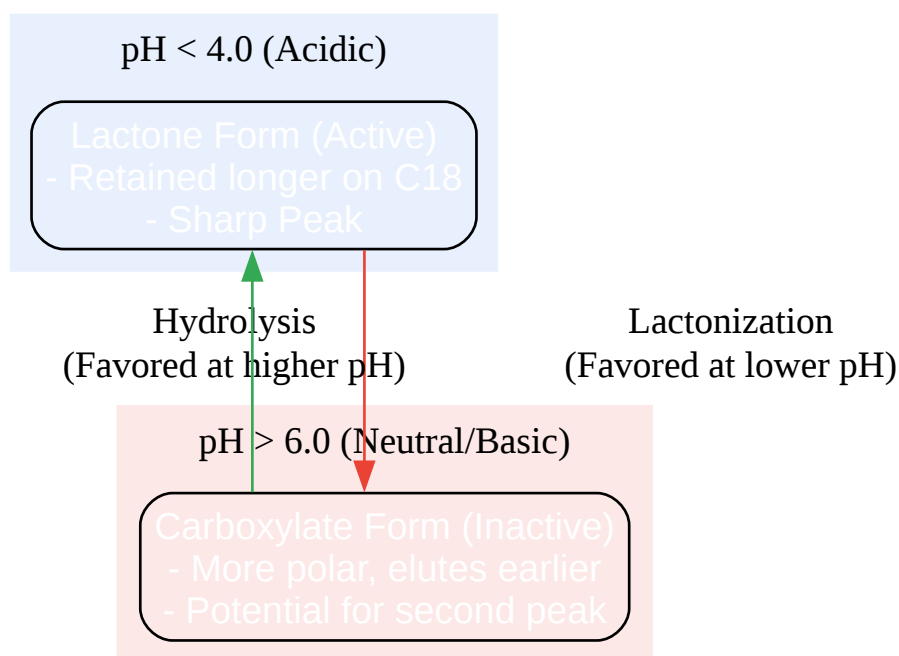 pH < 4.0 (Acidic)
Lactone Form (Active)
- Retained longer on C18
- Sharp Peak
Hydrolysis
(Favored at higher pH)
Lactonization
(Favored at lower pH)
pH > 6.0 (Neutral/Basic)
Carboxylate Form (Inactive)
- More polar, elutes earlier
- Potential for second peak